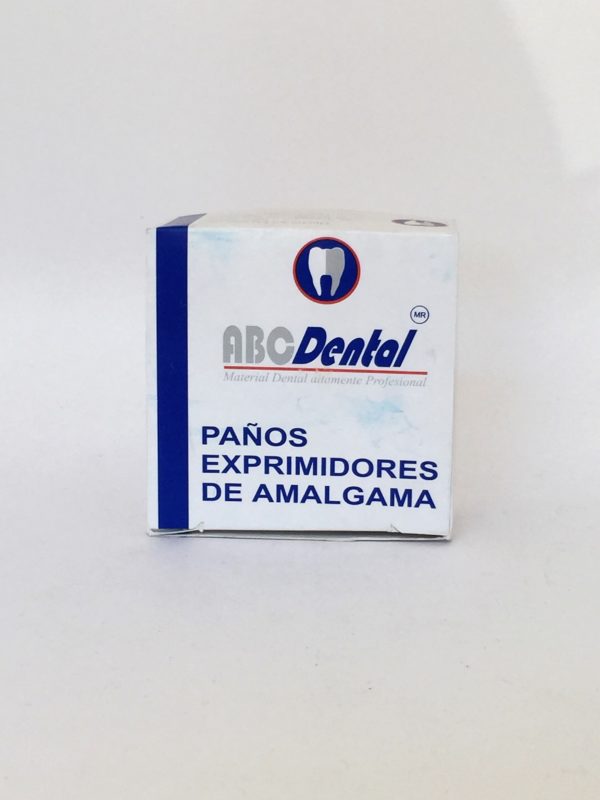 MR
ABCDental
Material Dental altamente Profesional
PAÑOS
EXPRIMIDORES
DE AMALGAMA